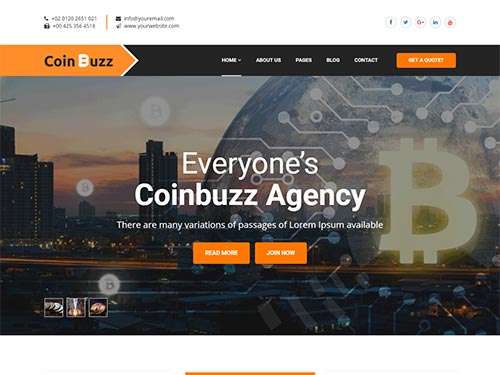 +02 0120 2651 021
info@youremail.com
+00 425 356 4518
www.yourwebsite.com
Coin Buzz
HOME
ABOUT US
PAGES
BLOG
CONTACT
GET A QUOTE?
Everyone's
Coinbuzz Agency
There are many variations of passages of Lorem Ipsum available
READ MORE
JOIN NOW